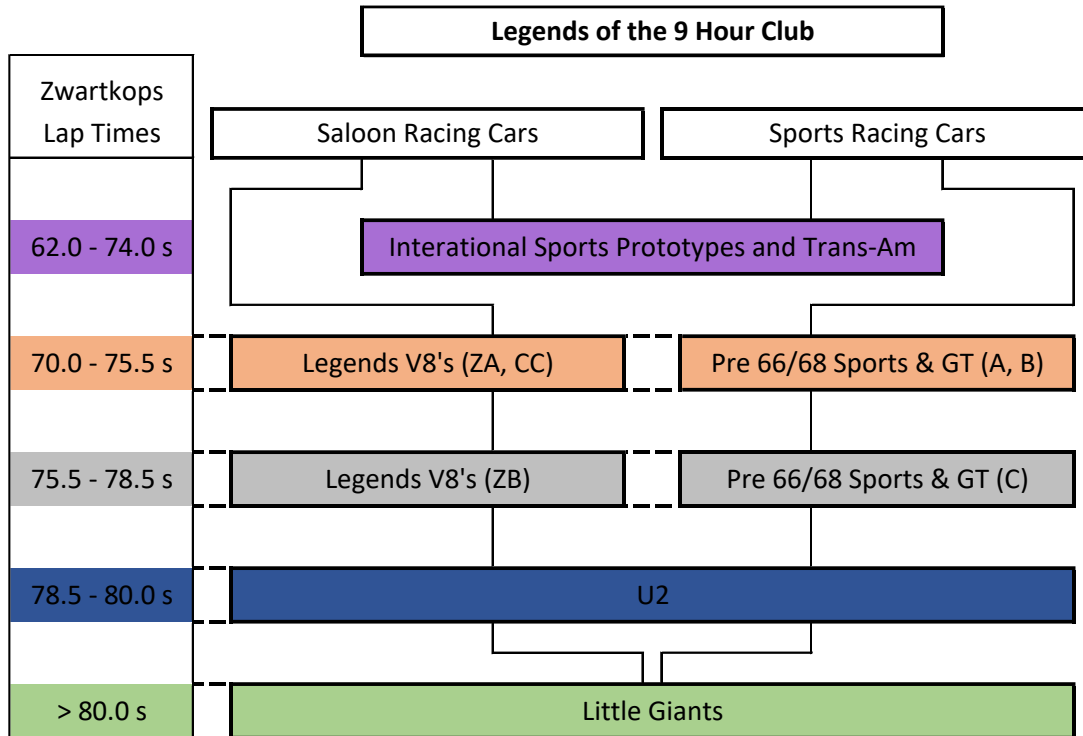 Legends of the 9 Hour Club
Zwartkops
Lap Times
Saloon Racing Cars
Sports Racing Cars
62.0 - 74.0 s
Interational Sports Prototypes and Trans-Am
70.0 - 75.5 s
Legends V8's (ZA, CC)
Pre 66/68 Sports & GT (A, B)
75.5 - 78.5 s
Legends V8's (ZB)
Pre 66/68 Sports & GT (C)
78.5 - 80.0 s
U2
> 80.0 s
Little Giants